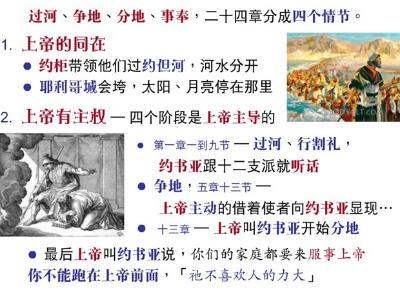 过河、争地、分地、事奉，二十四章分成四个情节。
1. 上帝的同在
• 约柜带领他们过约但河，河水分开
• 耶利哥城会垮，太阳、月亮停在那里
2. 上帝有主权 — 四个阶段是上帝主导的
• 第一章一到九节 — 过河、行割礼，
约书亚跟十二支派就听话
• 争地，五章十三节 —
上帝主动的借着使者向约书亚显现…
• 十三章 — 上帝叫约书亚开始分地
• 最后上帝叫约书亚说，你们的家庭都要来服事上帝
你不能跑在上帝前面，「祂不喜欢人的力大」